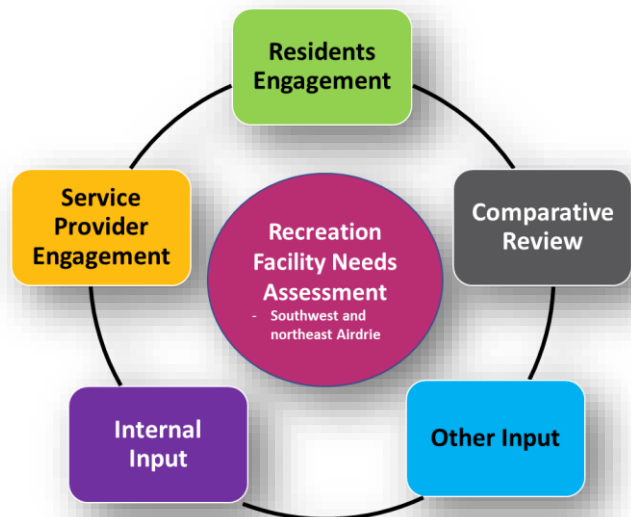 Residents
Engagement
Service
Provider
Engagement
Recreation
Facility Needs
Assessment
- Southwest and
northeast Airdrie
Comparative
Review
Internal
Input
Other Input